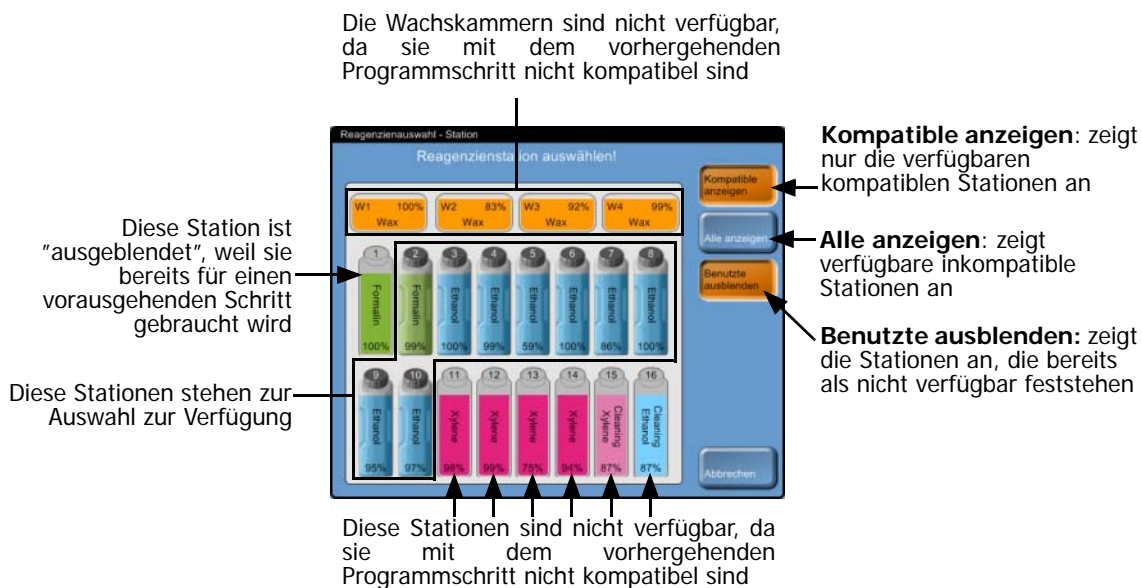 Die Wachskammern sind nicht verfügbar,
da sie mit dem vorhergehenden
Programmschritt nicht kompatibel sind
Reagenzienauswahl - Station
Reagenzienstation auswählen!
W1 100%
Wax
W2 83%
Wax
W3 92%
Wax
W4 99%
Wax
Kompatible
anzeigen
Alle anzeigen
Benutzte
ausblenden
Abbrechen
1
Formalin
100%
2
Formalin
99%
3
Ethanol
100%
4
Ethanol
99%
5
Ethanol
59%
6
Ethanol
100%
7
Ethanol
86%
8
Ethanol
100%
9
Ethanol
95%
10
Ethanol
97%
11
Xylene
98%
12
Xylene
99%
13
Xylene
75%
14
Xylene
94%
15
Cleaning
Xylene
87%
16
Cleaning
Ethanol
87%
Diese Station ist
"ausgeblendet", weil sie
bereits für einen
vorausgehenden Schritt
gebraucht wird
Diese Stationen stehen zur
Auswahl zur Verfügung
Kompatible anzeigen: zeigt
nur die verfügbaren
kompatiblen Stationen an
Alle anzeigen: zeigt
verfügbare inkompatible
Stationen an
Benutzte ausblenden: zeigt
die Stationen an, die bereits
als nicht verfügbar feststehen
Diese Stationen sind nicht verfügbar, da
sie mit dem vorhergehenden
Programmschritt nicht kompatibel sind